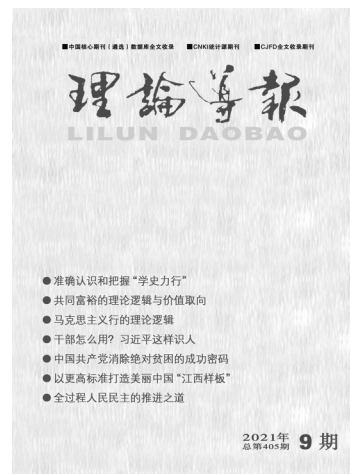 ■中国核心期刊（遴选）数据库全文收录 ■CNKI统计源期刊 ■CJFD全文收录期刊
理論导報
LILUN DAOBAO
●准确认识和把握“学史力行”
●共同富裕的理论逻辑与价值取向
●马克思主义行的理论逻辑
●干部怎么用？习近平这样识人
●中国共产党消除绝对贫困的成功密码
●以更高标准打造美丽中国“江西样板”
●全过程人民民主的推进之道
2021年
总第405期 9 期